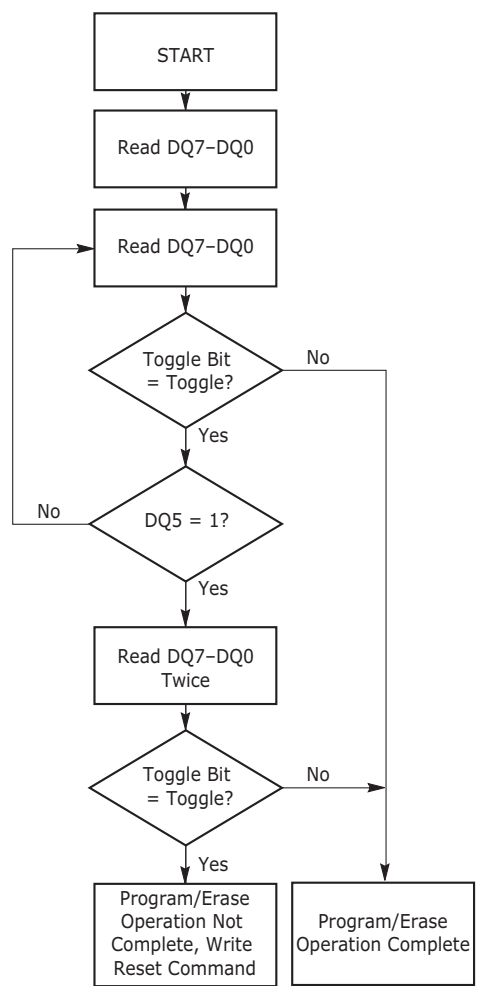 START
Read DQ7–DQ0
Read DQ7–DQ0
Toggle Bit
= Toggle?
No
Yes
DQ5 = 1?
No
Yes
Read DQ7–DQ0
Twice
Toggle Bit
= Toggle?
No
Yes
Program/Erase
Operation Not
Complete, Write
Reset Command
Program/Erase
Operation Complete